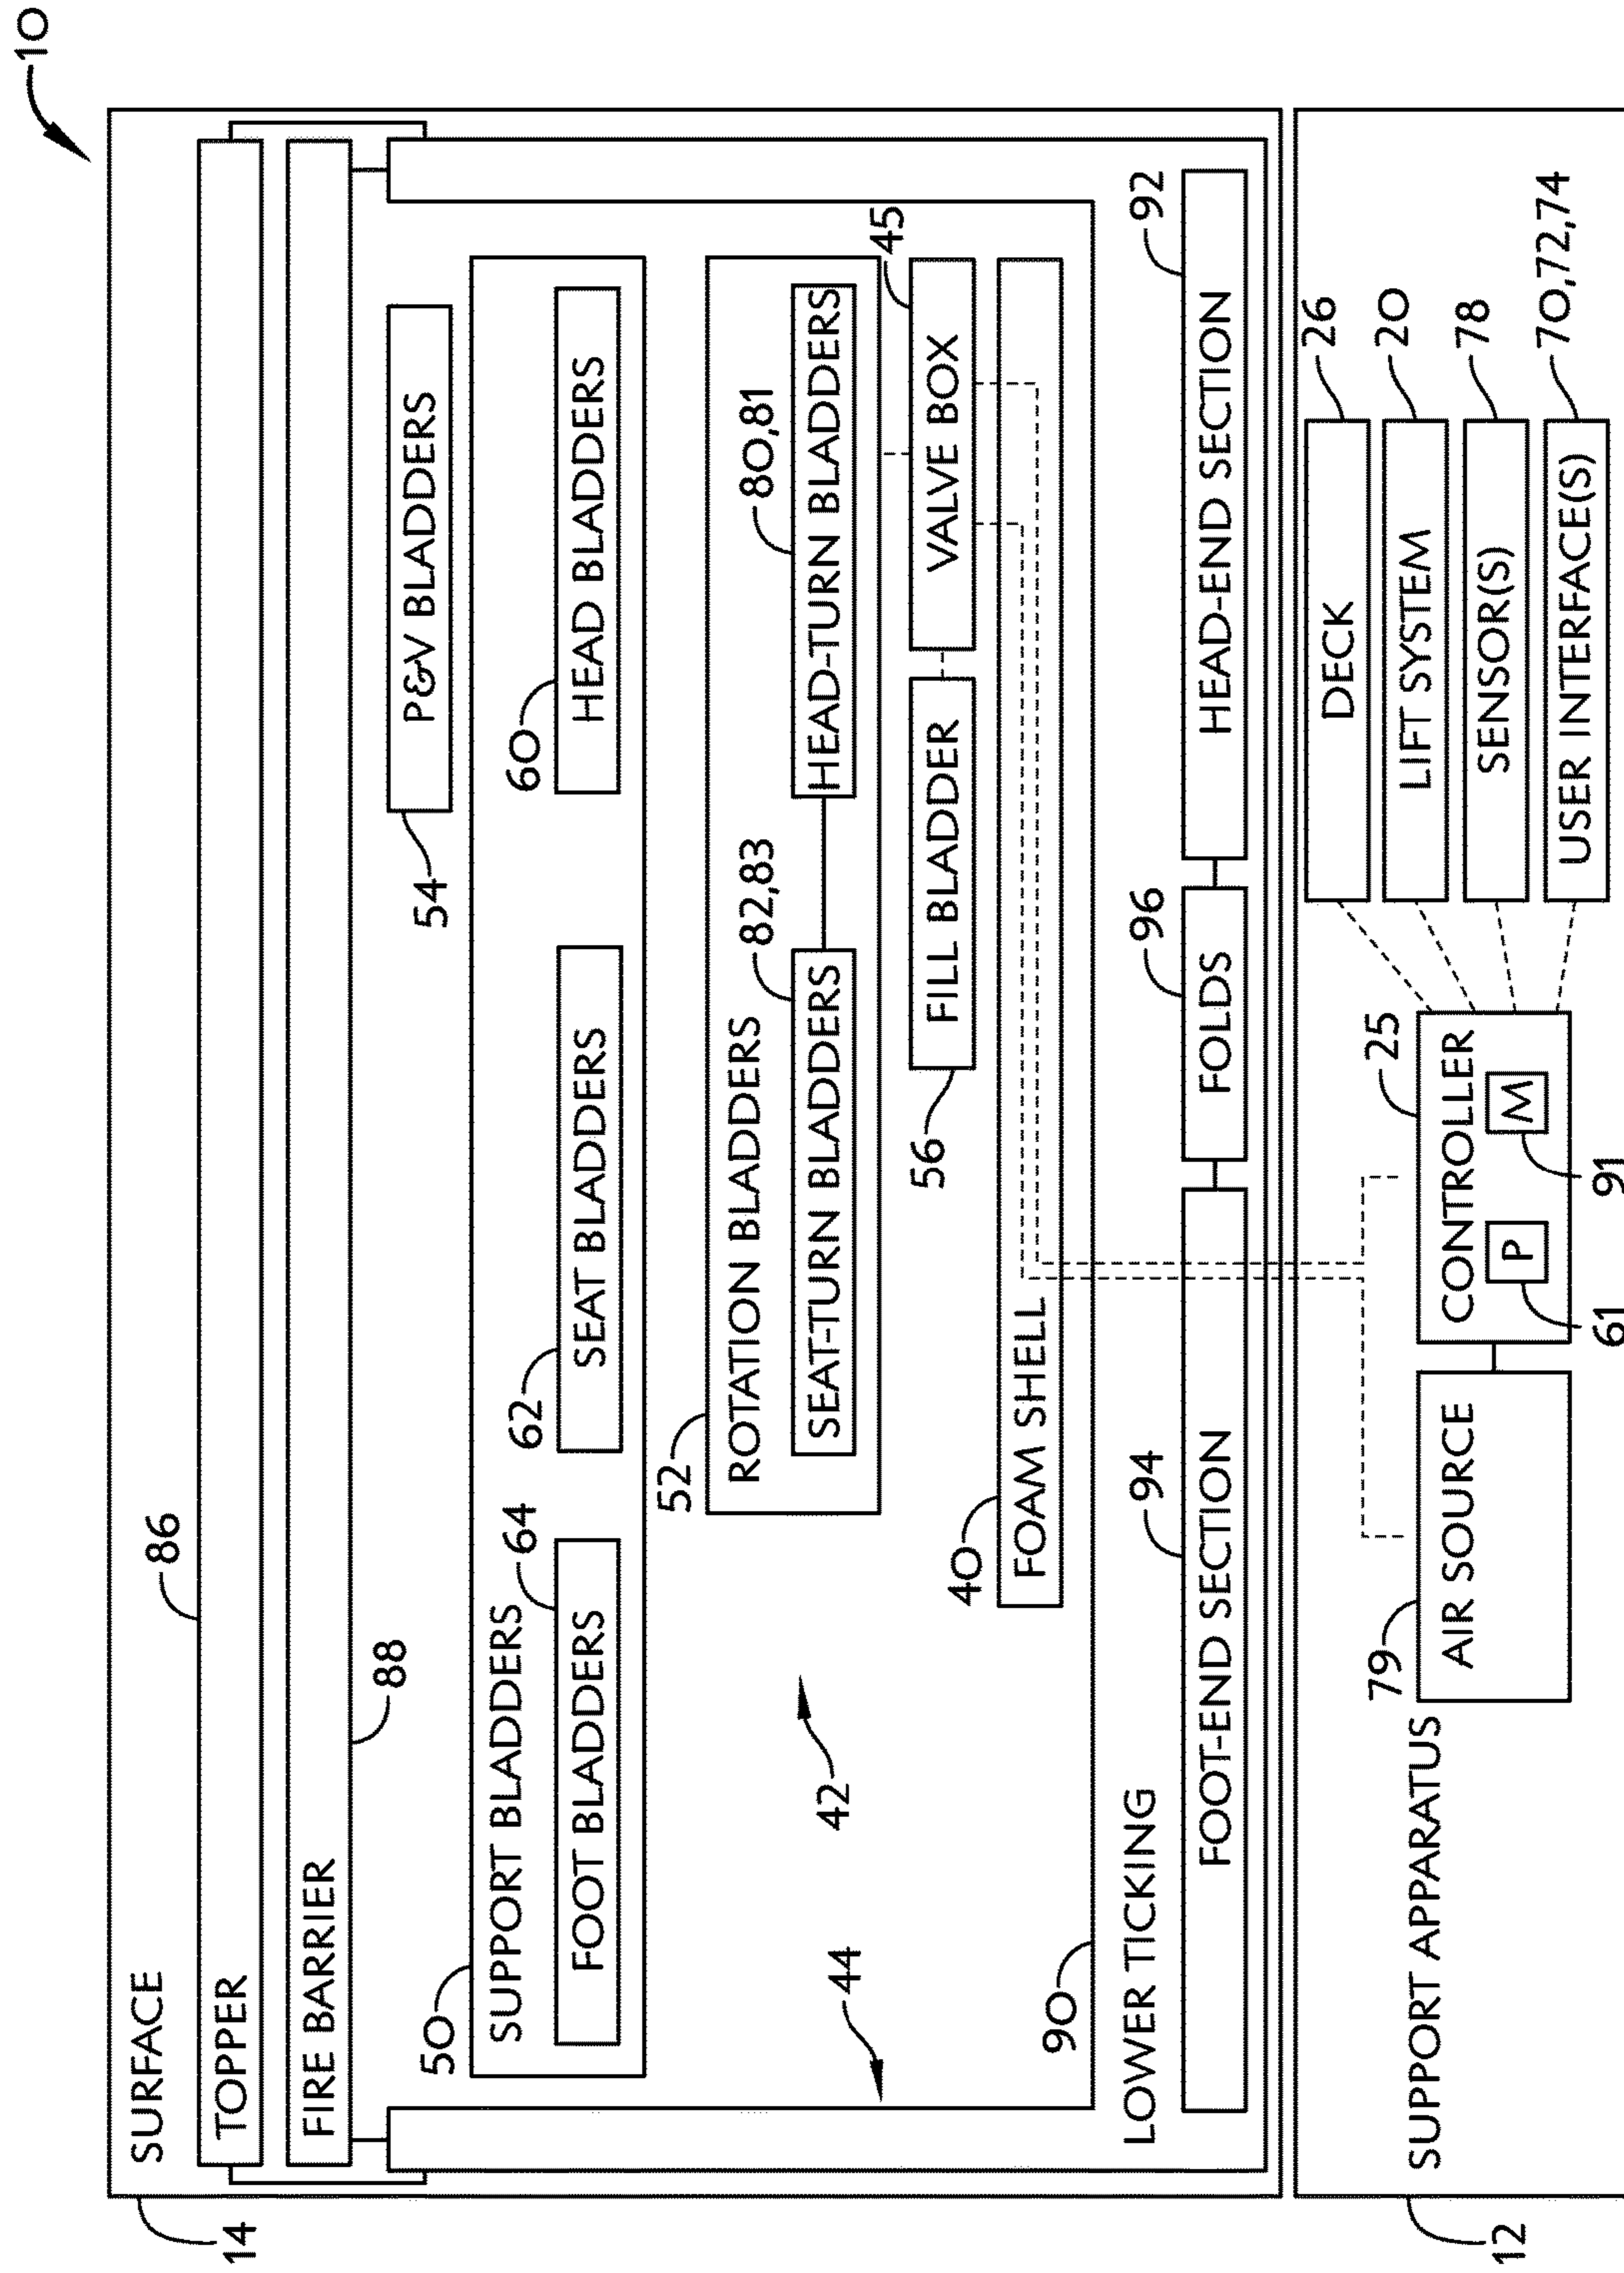 10
SURFACE
14
86
TOPPER
FIRE BARRIER
88
P&V BLADDERS
54
50
SUPPORT BLADDERS
64
62
60
FOOT BLADDERS
SEAT BLADDERS
HEAD BLADDERS
52
ROTATION BLADDERS
82,83
80,81
SEAT-TURN BLADDERS
HEAD-TURN BLADDERS
42
44
45
FILL BLADDER
VALVE BOX
56
40
FOAM SHELL
90
LOWER TICKING
94
96
92
FOOT-END SECTION
FOLDS
HEAD-END SECTION
12
SUPPORT APPARATUS
79
AIR SOURCE
25
CONTROLLER
P
M
61
91
DECK
26
LIFT SYSTEM
20
SENSOR(S)
78
USER INTERFACE(S)
70,72,74